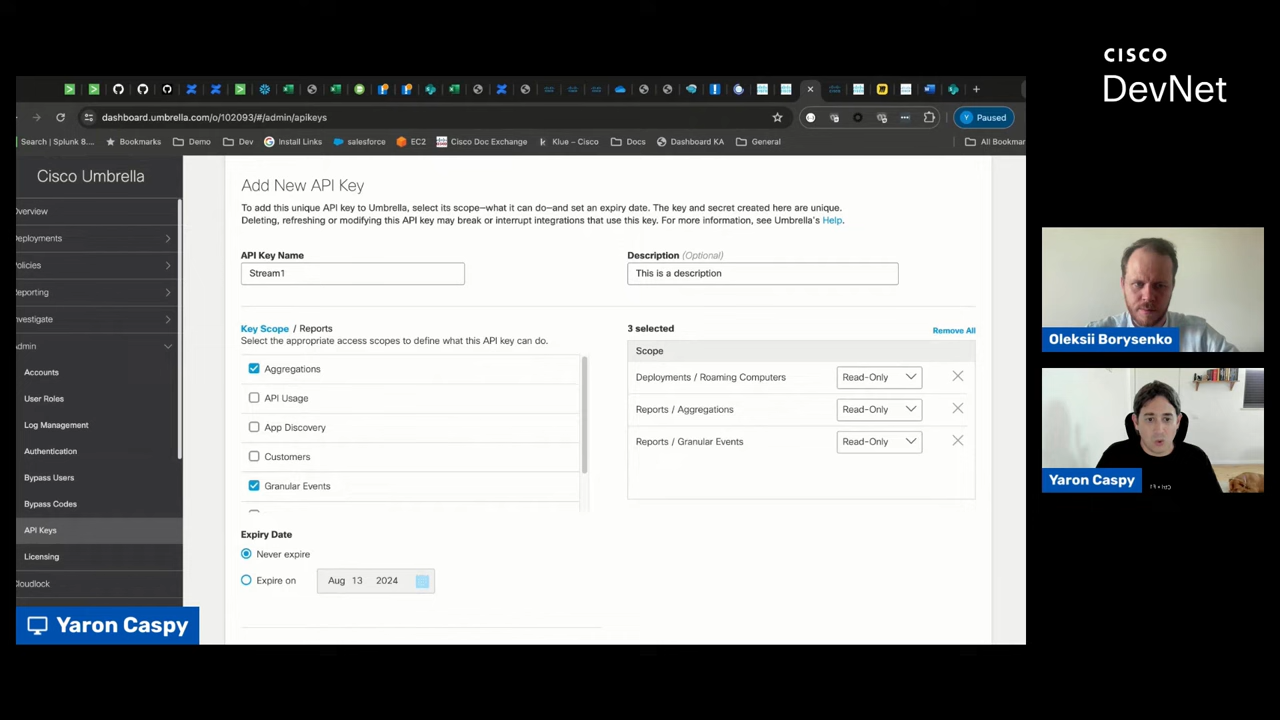 CISCO
DevNet
dashboard.umbrella.com/o/102093/#/admin/apikeys
Paused
Search | Splunk 8....
Bookmarks
Demo
Dev
Install Links
salesforce
EC2
Cisco Doc Exchange
Klue – Cisco
Docs
Dashboard KA
General
All Bookmar
Cisco Umbrella
Overview
Deployments
Policies
Reporting
Investigate
Admin
Accounts
User Roles
Log Management
Authentication
Bypass Users
Bypass Codes
API Keys
Licensing
Cloudlock
Add New API Key
To add this unique API key to Umbrella, select its scope—what it can do—and set an expiry date. The key and secret created here are unique.
Deleting, refreshing or modifying this API key may break or interrupt integrations that use this key. For more information, see Umbrella's Help.
API Key Name
Stream1
Description (Optional)
This is a description
Key Scope / Reports
Select the appropriate access scopes to define what this API key can do.
Aggregations
API Usage
App Discovery
Customers
Granular Events
3 selected
Remove All
Scope
Deployments / Roaming Computers
Read-Only
Reports / Aggregations
Read-Only
Reports / Granular Events
Read-Only
Expiry Date
Never expire
Expire on
Aug 13 2024
Yaron Caspy
Oleksii Borysenko
Yaron Caspy